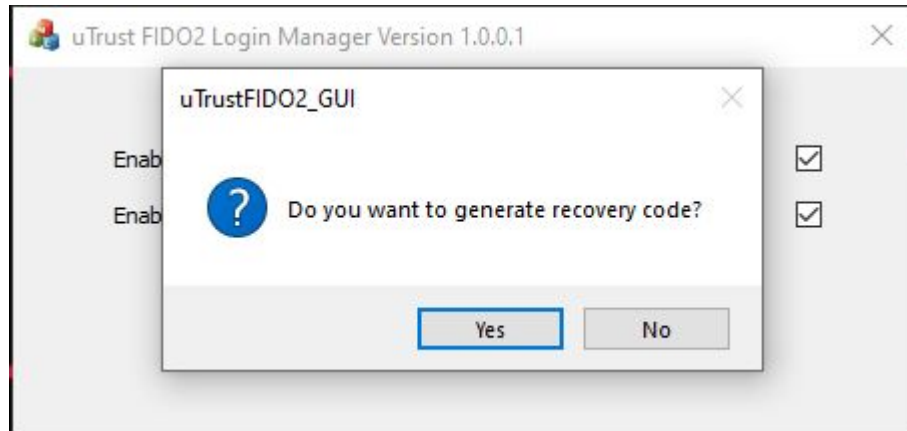 uTrust FIDO2 Login Manager Version 1.0.0.1
uTrustFIDO2_GUI
Enab
Do you want to generate recovery code?
Enab
Yes
No